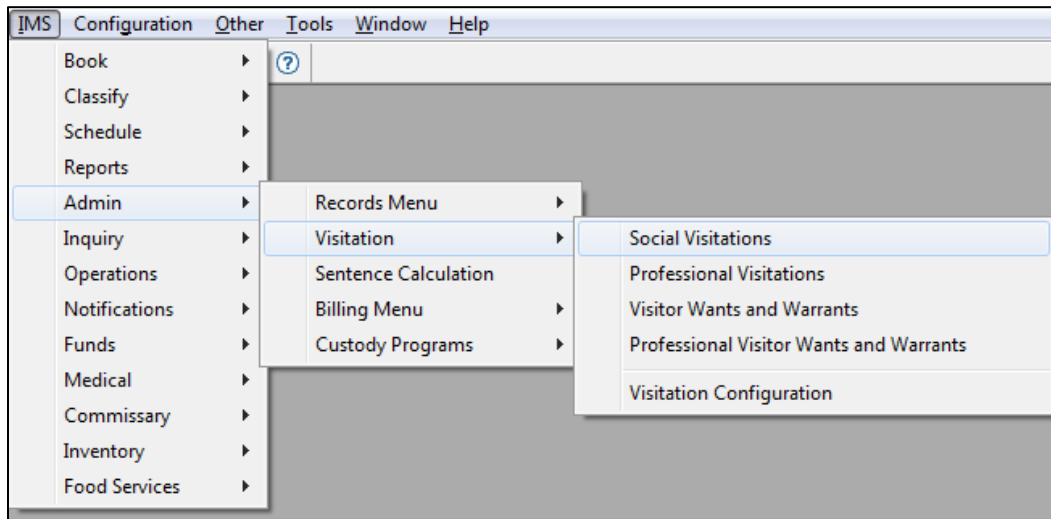 IMS Configuration Other Tools Window Help
Book
Classify
Schedule
Reports
Admin
Inquiry
Operations
Notifications
Funds
Medical
Commissary
Inventory
Food Services
Records Menu
Visitation
Sentence Calculation
Billing Menu
Custody Programs
Social Visitations
Professional Visitations
Visitor Wants and Warrants
Professional Visitor Wants and Warrants
Visitation Configuration